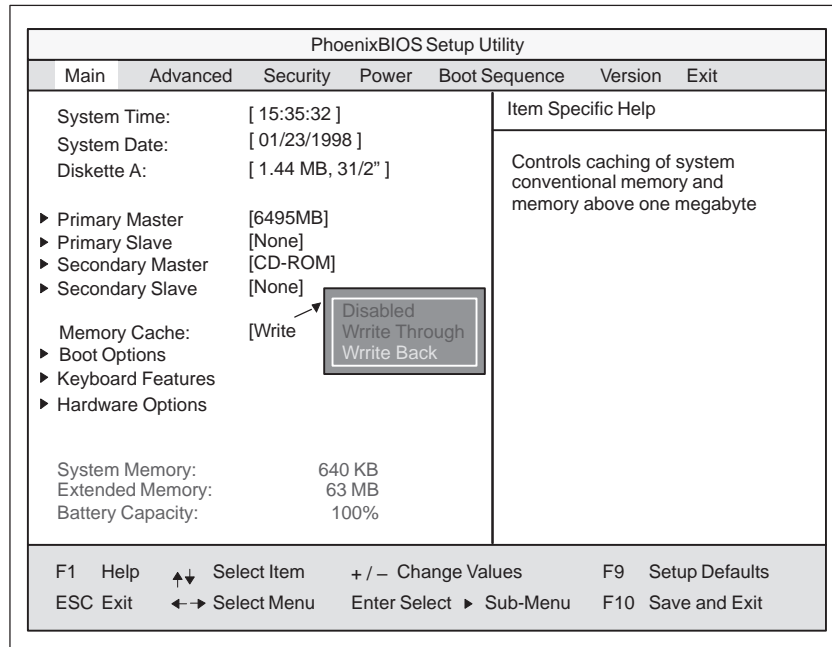 PhoenixBIOS Setup Utility
Main Advanced Security Power Boot Sequence Version Exit
System Time: [ 15:35:32 ]
System Date: [ 01/23/1998 ]
Diskette A: [ 1.44 MB, 31/2” ]
Primary Master [6495MB]
Primary Slave [None]
Secondary Master [CD-ROM]
Secondary Slave [None]
Memory Cache: [Write
Disabled
Wrrite Through
Wrrite Back
Boot Options
Keyboard Features
Hardware Options
System Memory: 640 KB
Extended Memory: 63 MB
Battery Capacity: 100%
Item Specific Help
Controls caching of system
conventional memory and
memory above one megabyte
F1 Help Select Item + / – Change Values F9 Setup Defaults
ESC Exit Select Menu Enter Select Sub-Menu F10 Save and Exit